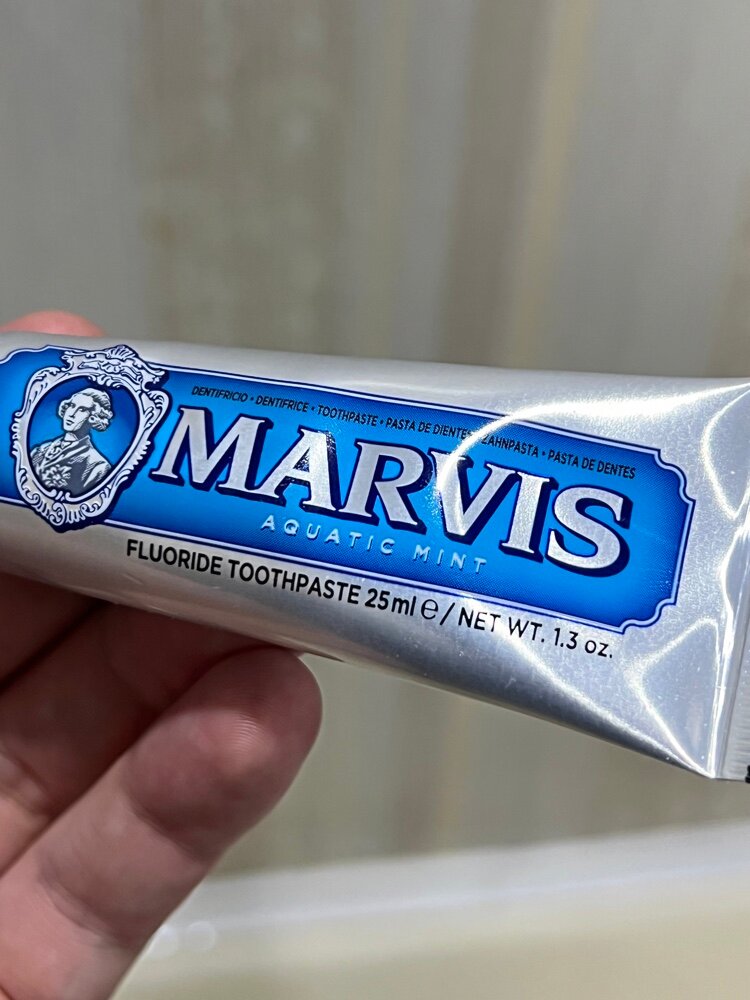 DENTIFRICIO • DENTIFRICE • TOOTHPASTE • PASTA DE DIENTES • ZAHNPASTA • PASTA DE DENTES
MARVIS
AQUATIC MINT
FLUORIDE TOOTHPASTE 25ml ℮ / NET WT. 1.3 oz.